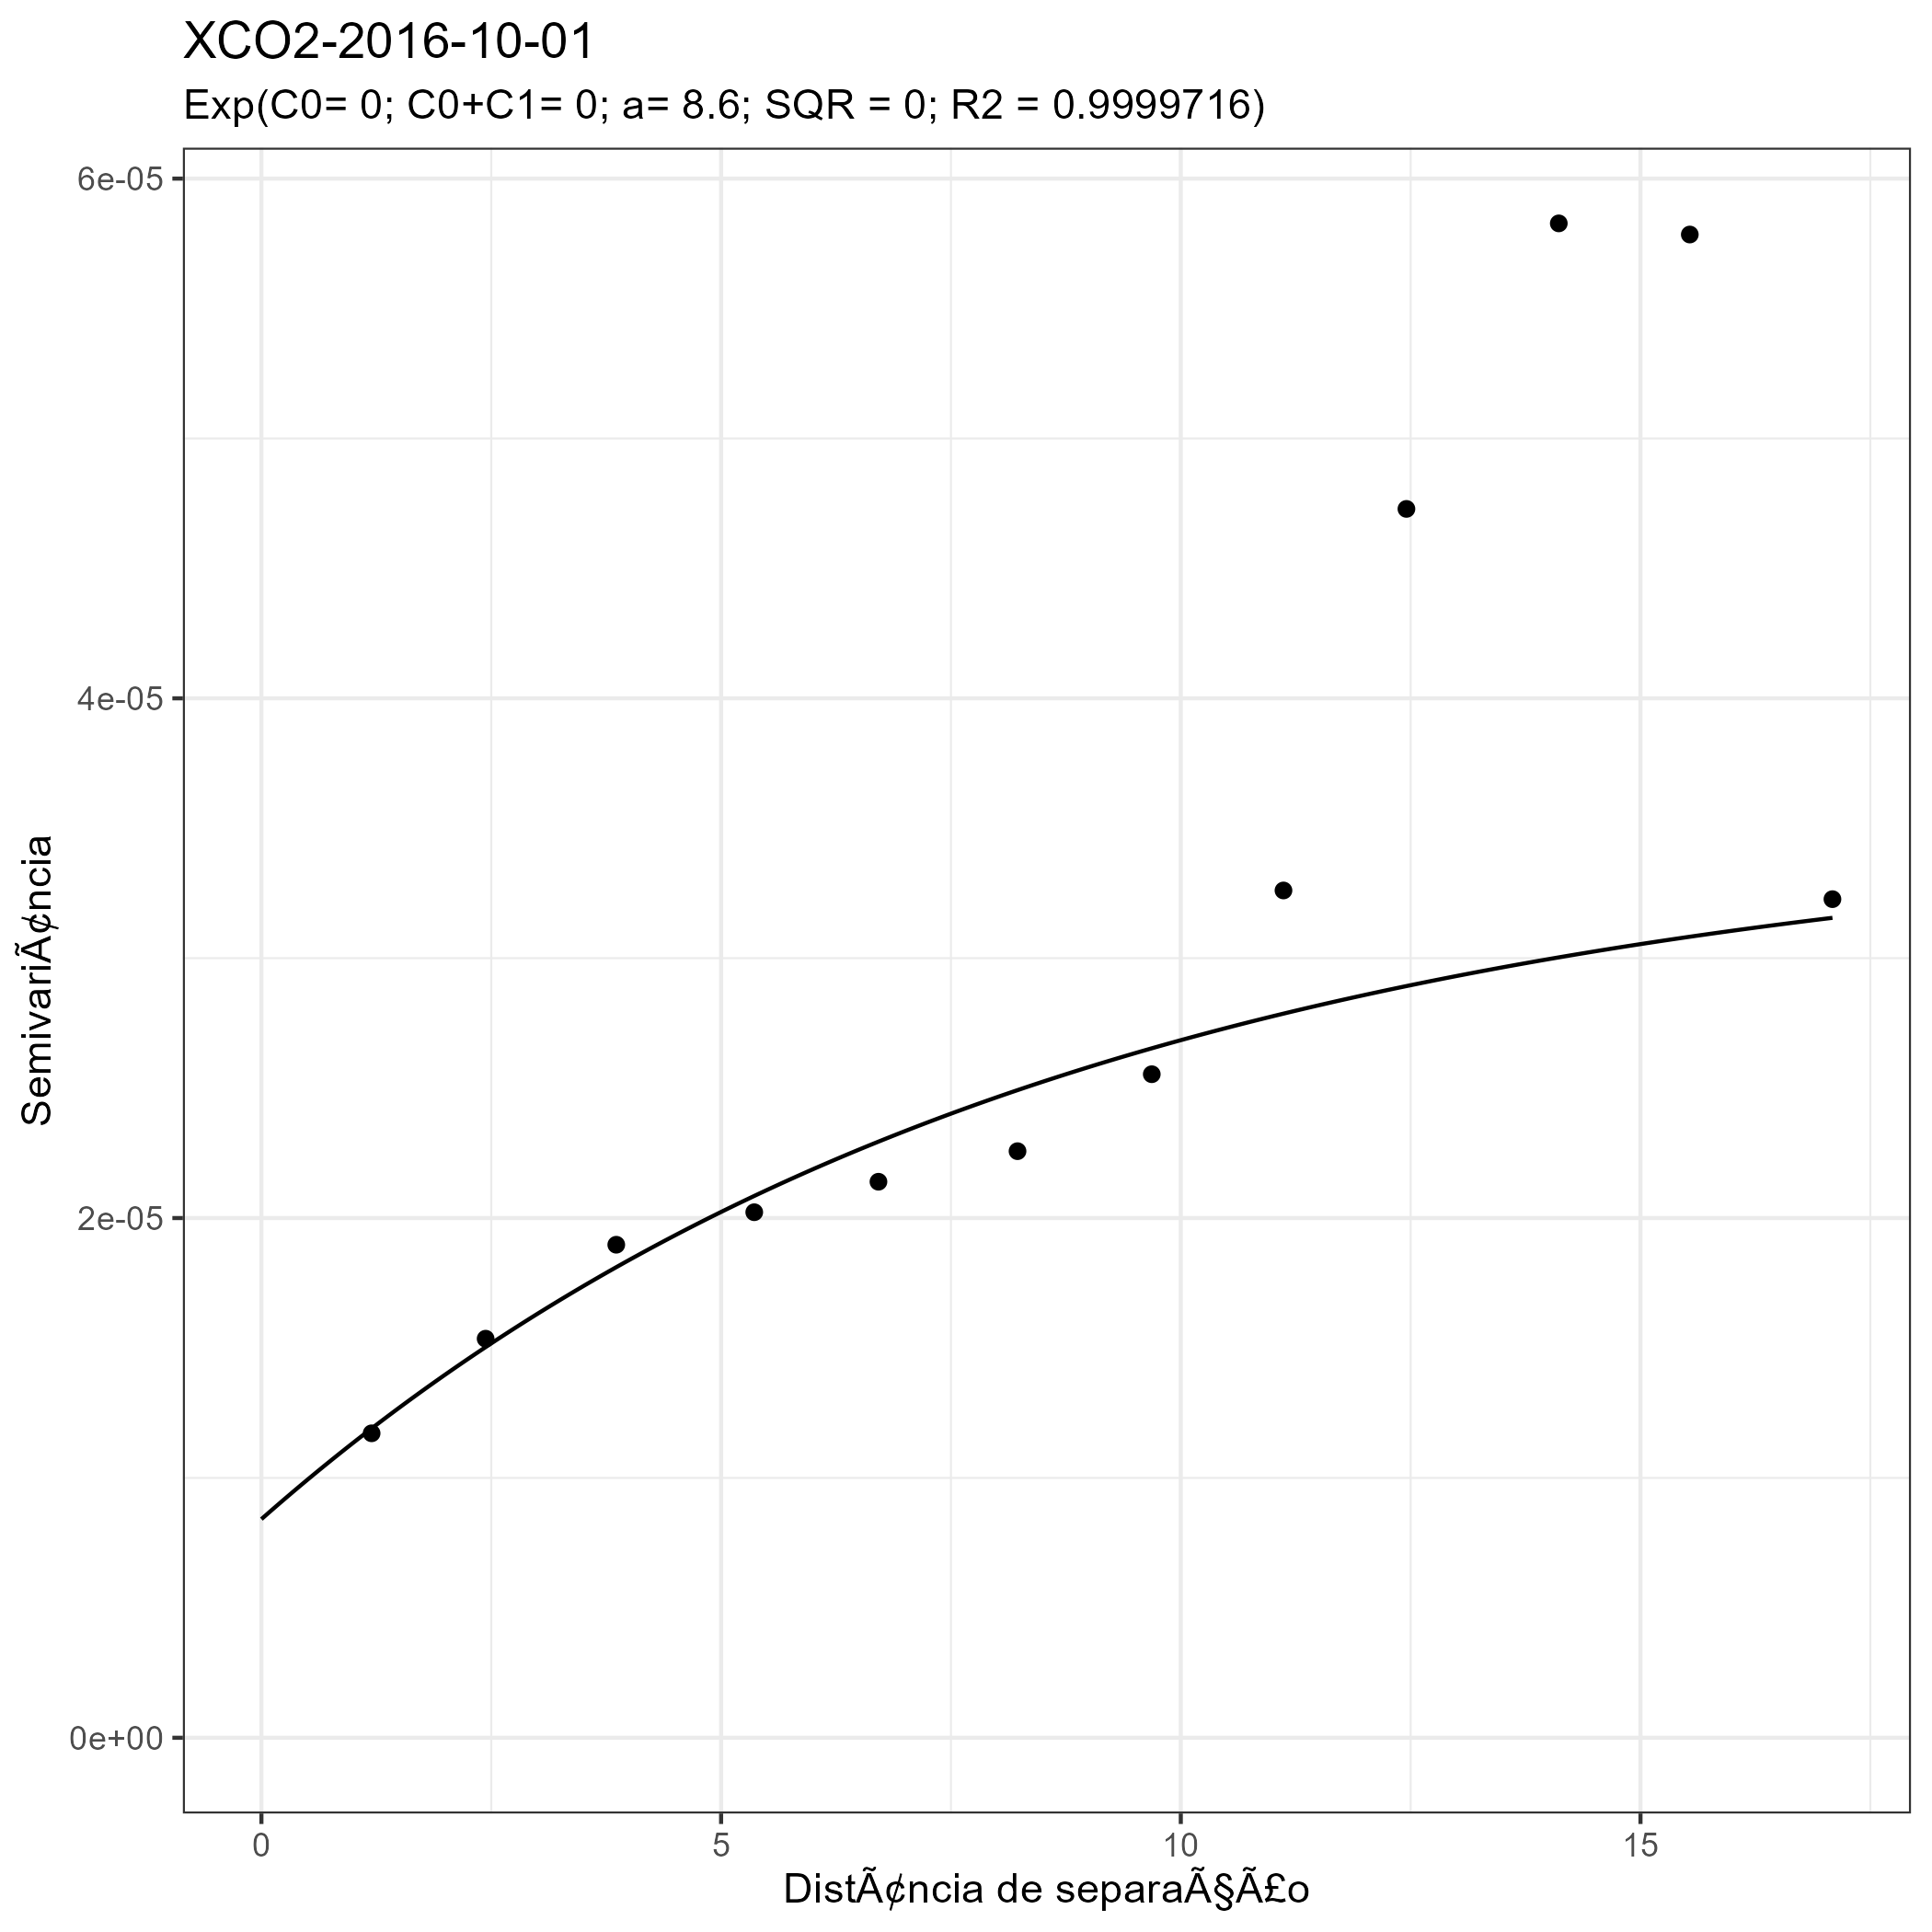 XCO2-2016-10-01
Exp(C0= 0; C0+C1= 0; a= 8.6; SQR = 0; R2 = 0.9999716)
6e-05
4e-05
2e-05
0e+00
SemivariÃ¢ncia
0
5
10
15
DistÃ¢ncia de separaÃ§Ã£o